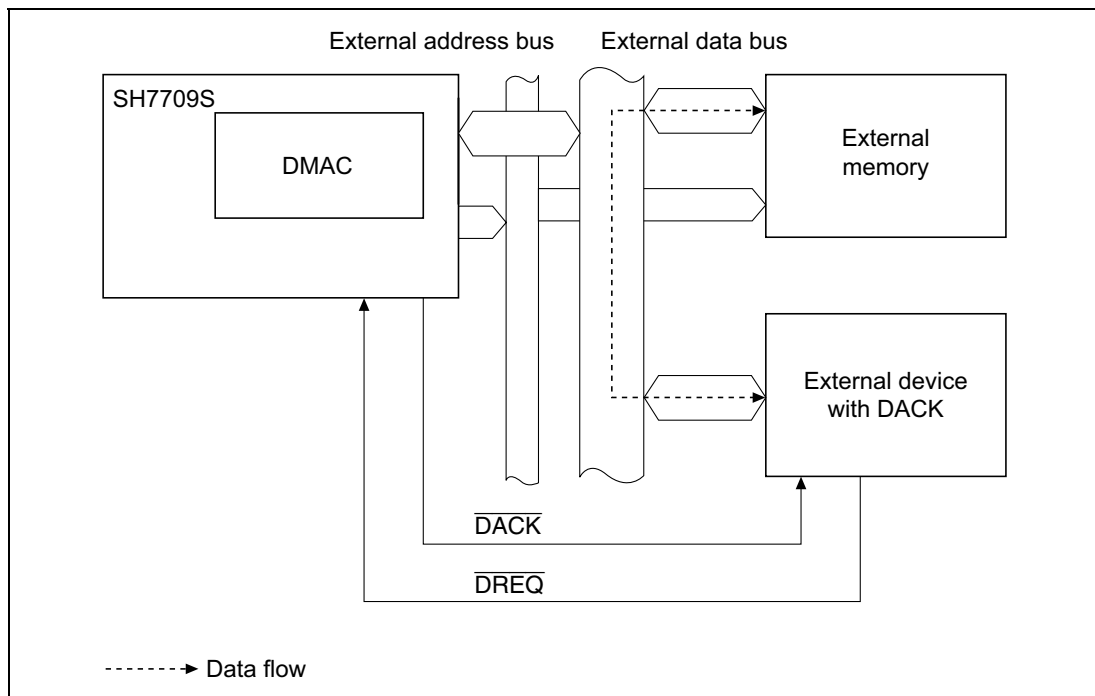 External address bus
External data bus
SH7709S
DMAC
External
memory
External device
with DACK
DACK
DREQ
Data flow